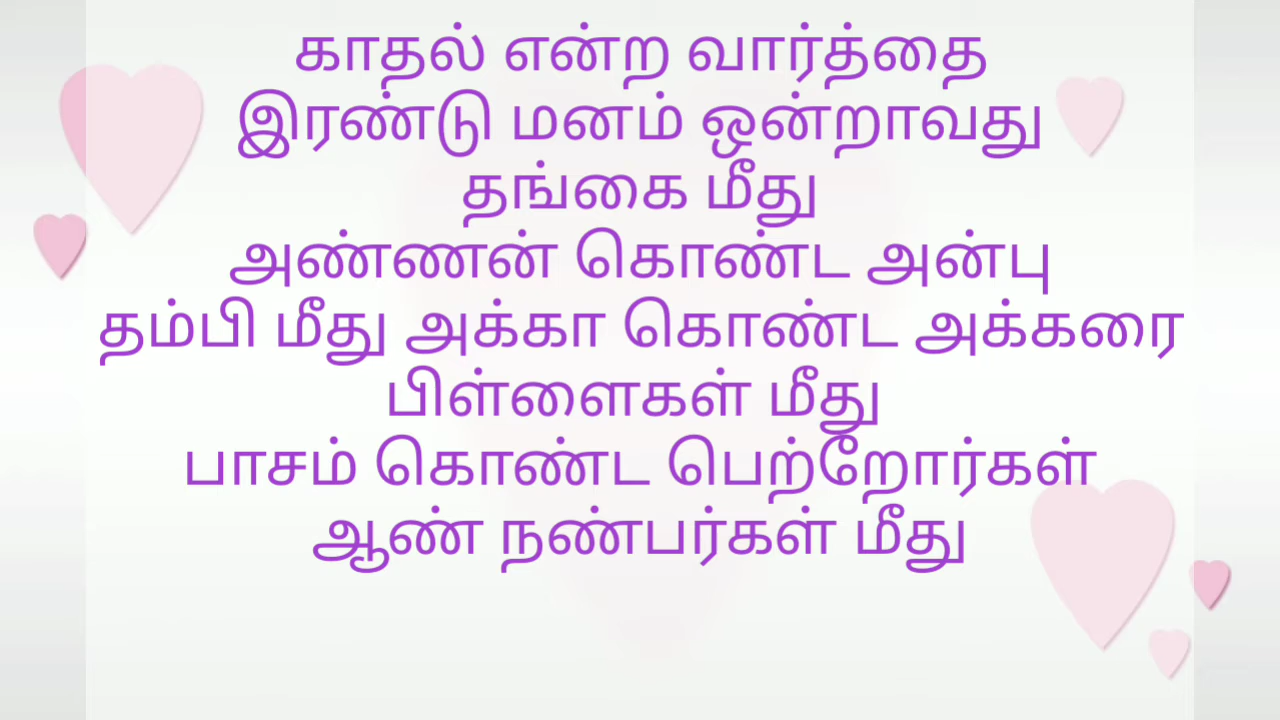 காதல் என்ற வார்த்தை
இரண்டு மனம் ஒன்றாவது
தங்கை மீது
அண்ணன் கொண்ட அன்பு
தம்பி மீது அக்கா கொண்ட அக்கரை
பிள்ளைகள் மீது
பாசம் கொண்ட பெற்றோர்கள்
ஆண் நண்பர்கள் மீது